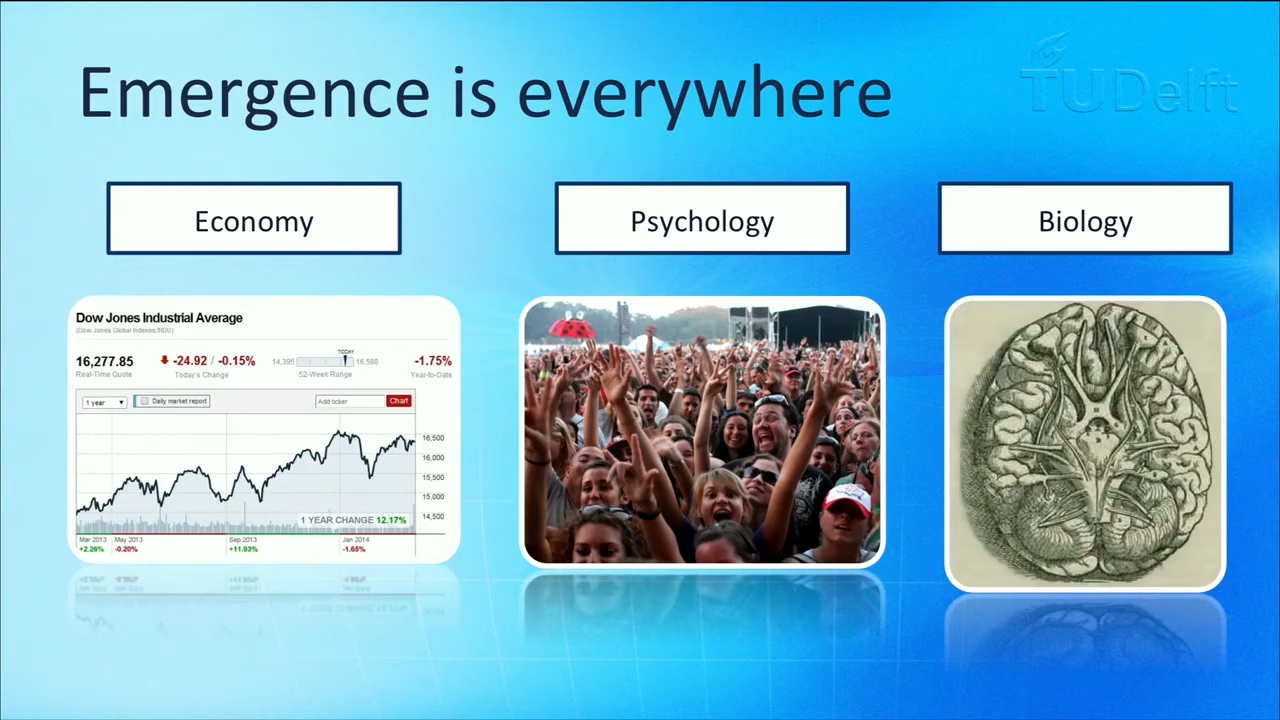 Emergence is everywhere
TUDelft
Economy
Psychology
Biology
Dow Jones Industrial Average
(Dow Jones Global Indexes:INDU)
16,277.85
-24.92 / -0.15%
14,395
TODAY
16,588
-1.75%
Real-Time Quote
Today's Change
52-Week Range
Year-to-Date
1 year
Daily market report
Add ticker
Chart
16,500
16,000
15,500
15,000
14,500
1 YEAR CHANGE 12.17%
Mar 2013
May 2013
Sep 2013
Jan 2014
+2.26%
-0.20%
+11.93%
-1.65%